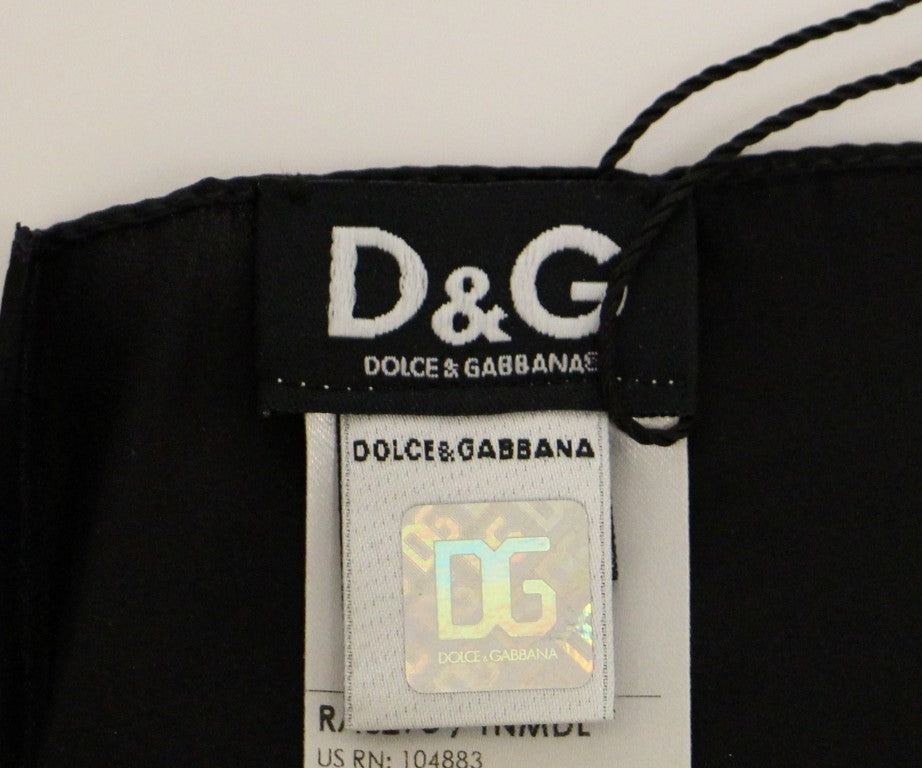 D&G
DOLCE & GABBANA
DOLCE&GABBANA
DG
DOLCE & GABBANA
US RN: 104883